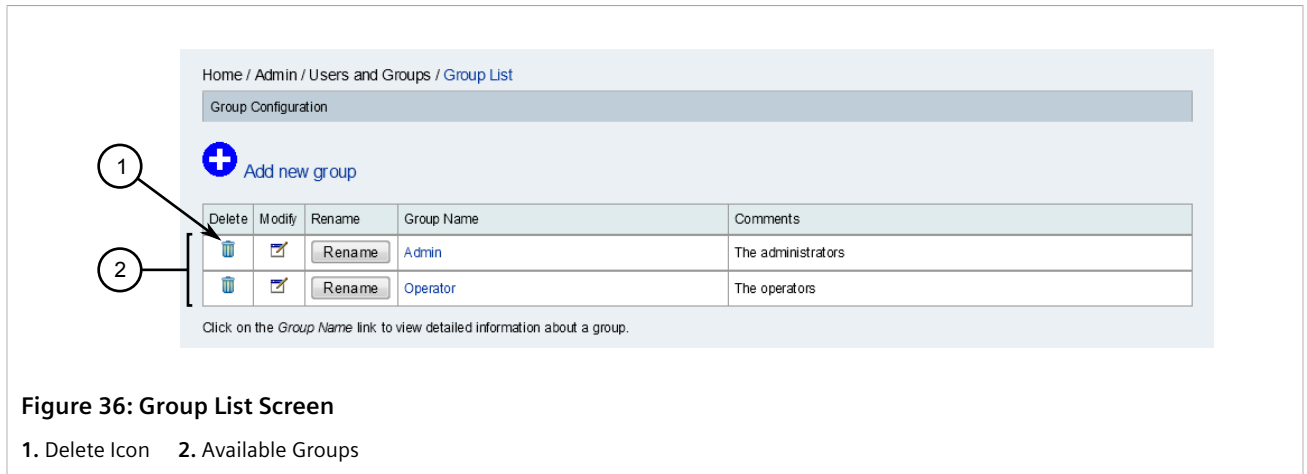 Home / Admin / Users and Groups / Group List
Group Configuration
Add new group
1
Delete Modify Rename Group Name Comments
Rename Admin The administrators
2
Rename Operator The operators
Click on the Group Name link to view detailed information about a group.
Figure 36: Group List Screen
1. Delete Icon 2. Available Groups